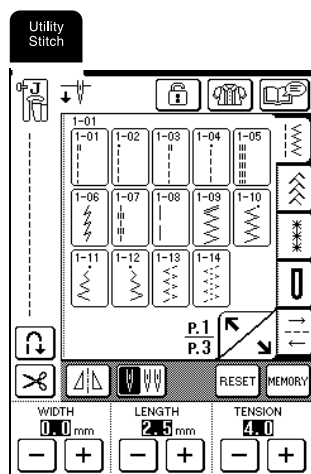 Utility
Stitch
J
1-01
1-01 1-02 1-03 1-04 1-05
1-06 1-07 1-08 1-09 1-10
1-11 1-12 1-13 1-14
P.1
P.3
RESET MEMORY
WIDTH LENGTH TENSION
0.0 mm 2.5 mm 4.0
− + − + − +